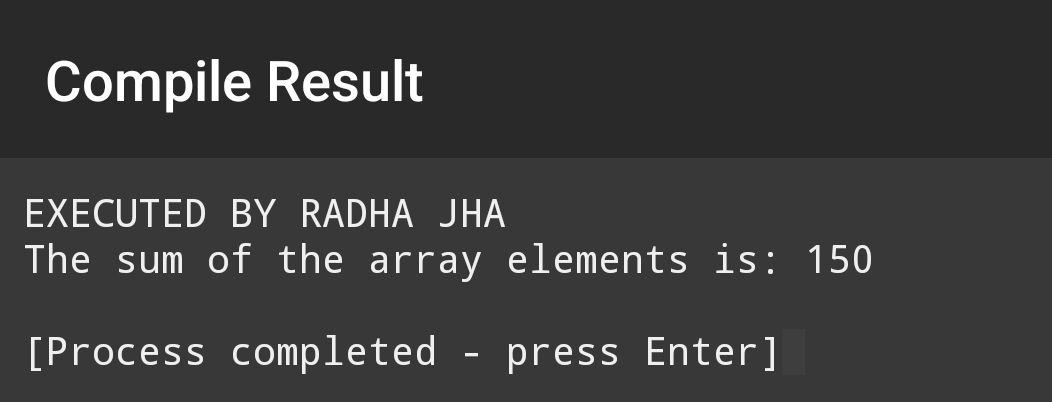 Compile Result
EXECUTED BY RADHA JHA
The sum of the array elements is: 150
[Process completed - press Enter]